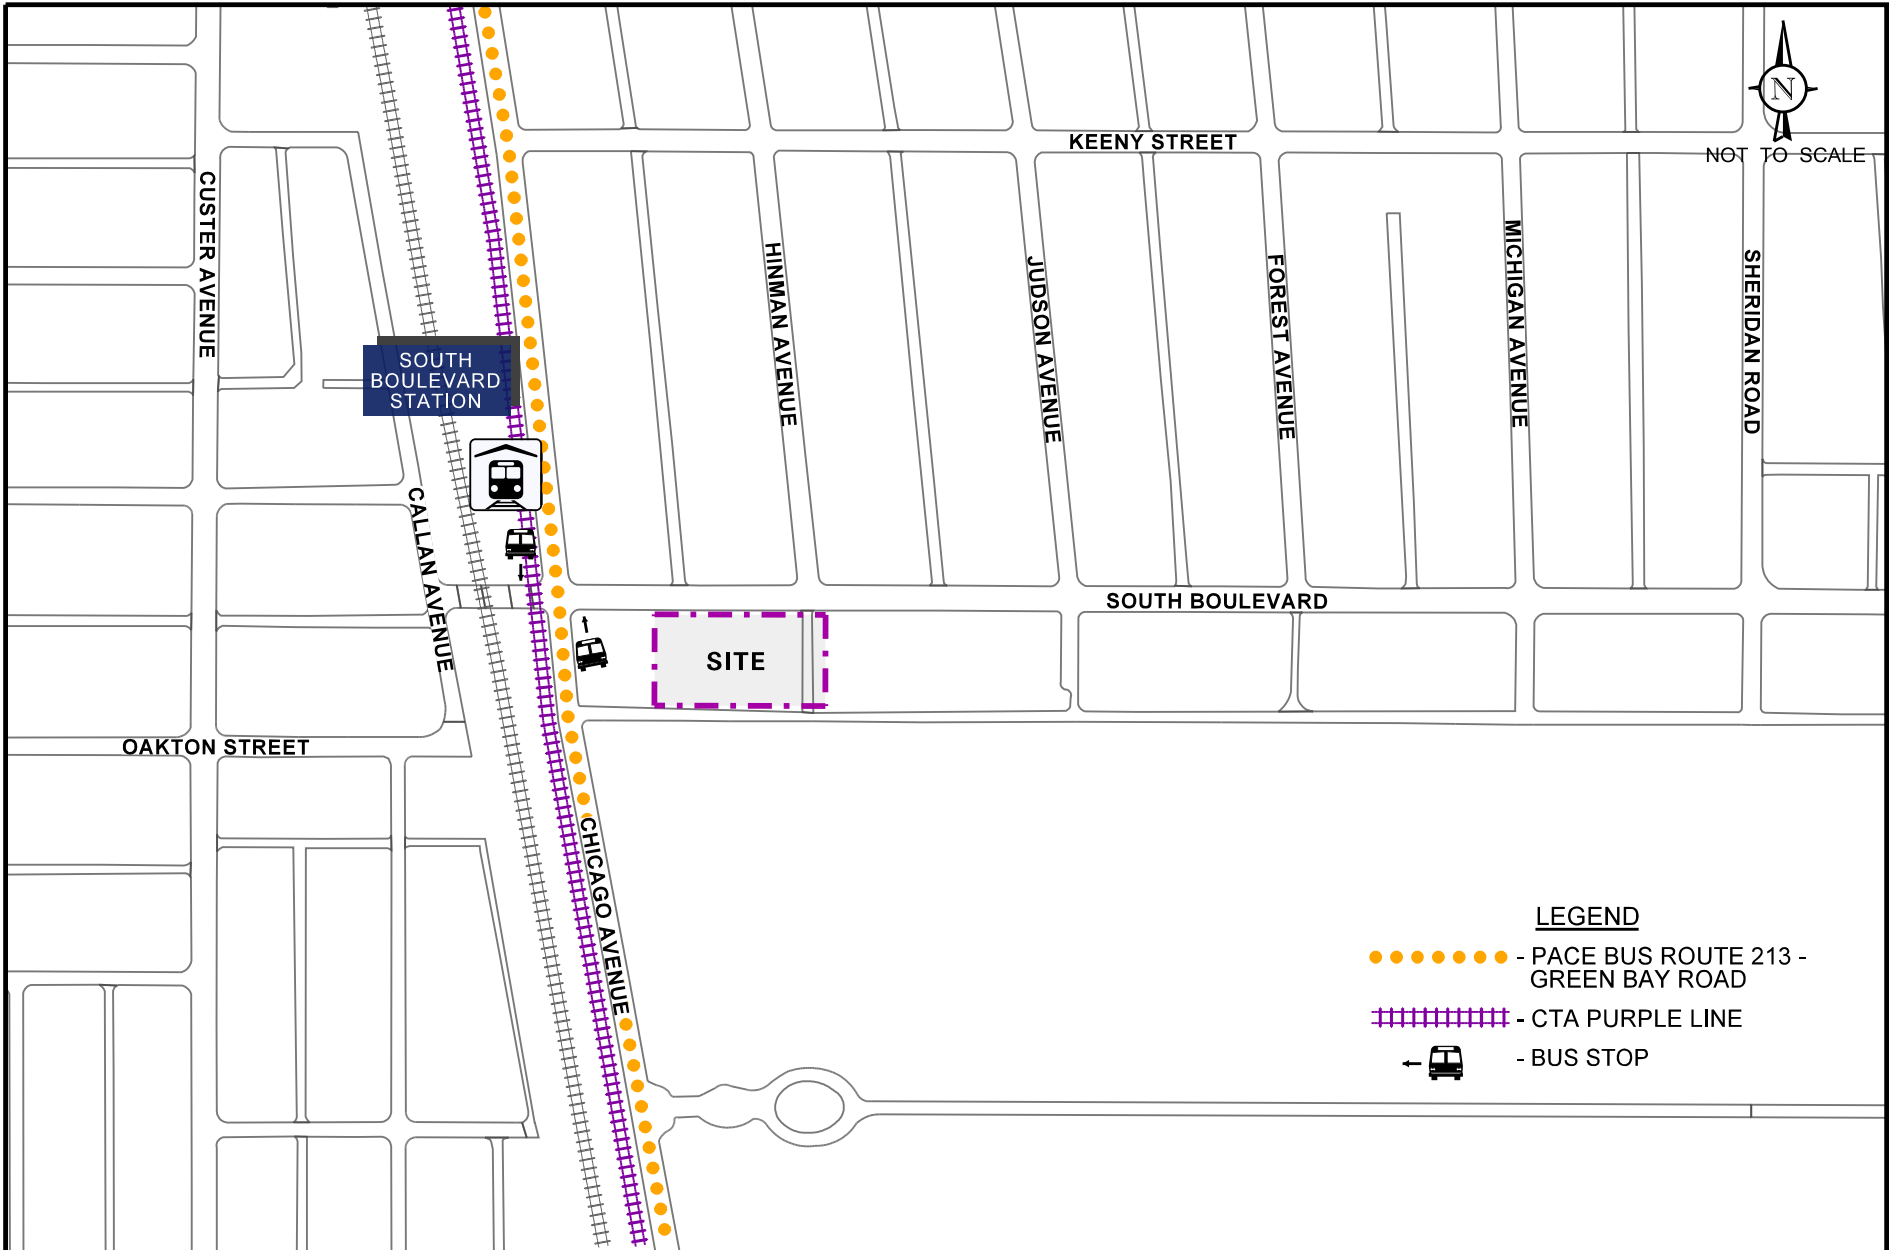 KEENY STREET
N
NOT TO SCALE
CUSTER AVENUE
HINMAN AVENUE
JUDSON AVENUE
FOREST AVENUE
MICHIGAN AVENUE
SHERIDAN ROAD
SOUTH
BOULEVARD
STATION
CALLAN AVENUE
SOUTH BOULEVARD
SITE
OAKTON STREET
CHICAGO AVENUE
LEGEND
- PACE BUS ROUTE 213 -
GREEN BAY ROAD
- CTA PURPLE LINE
- BUS STOP